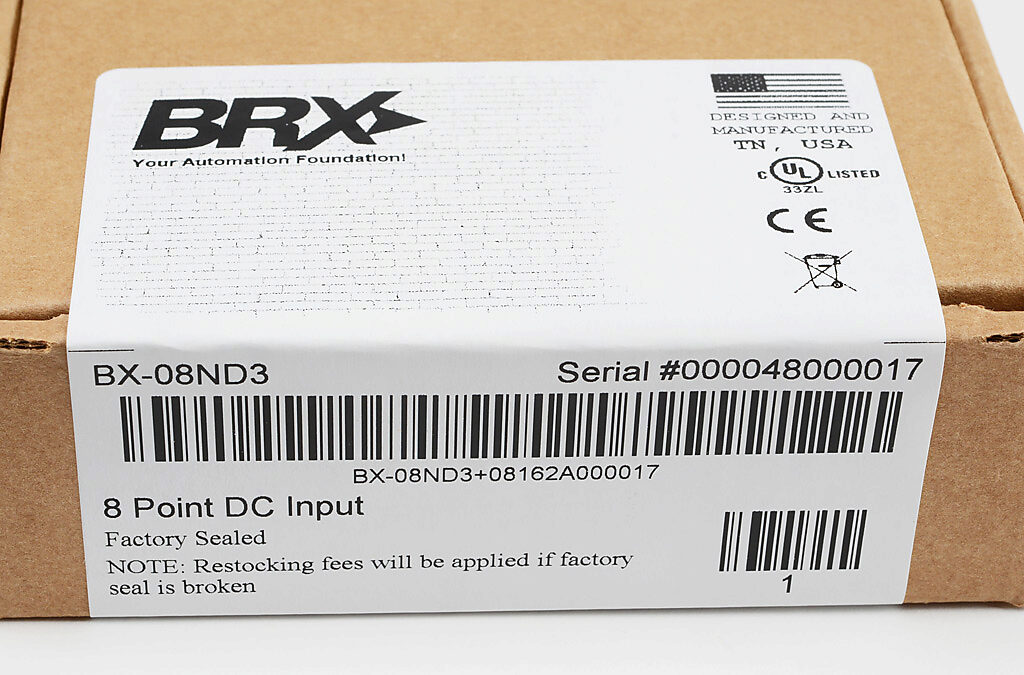 BRX
Your Automation Foundation!
DESIGNED AND
MANUFACTURED
TN, USA
C UL LISTED
33ZL
CE
BX-08ND3
Serial #000048000017
BX-08ND3+08162A000017
8 Point DC Input
Factory Sealed
NOTE: Restocking fees will be applied if factory
seal is broken
1